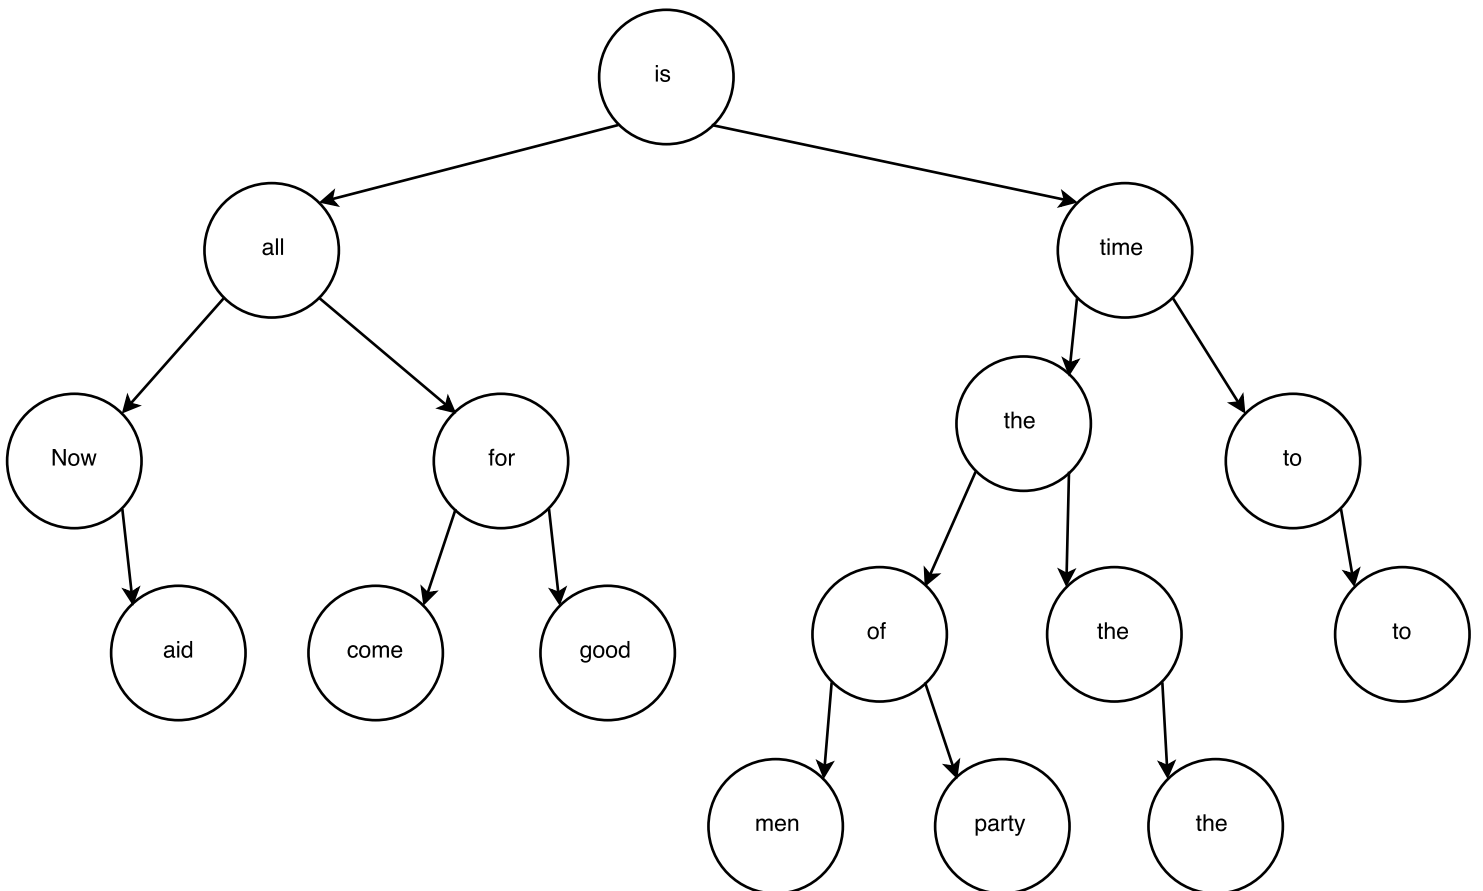 is
all
time
the
Now
for
to
of
the
to
aid
come
good
men
party
the